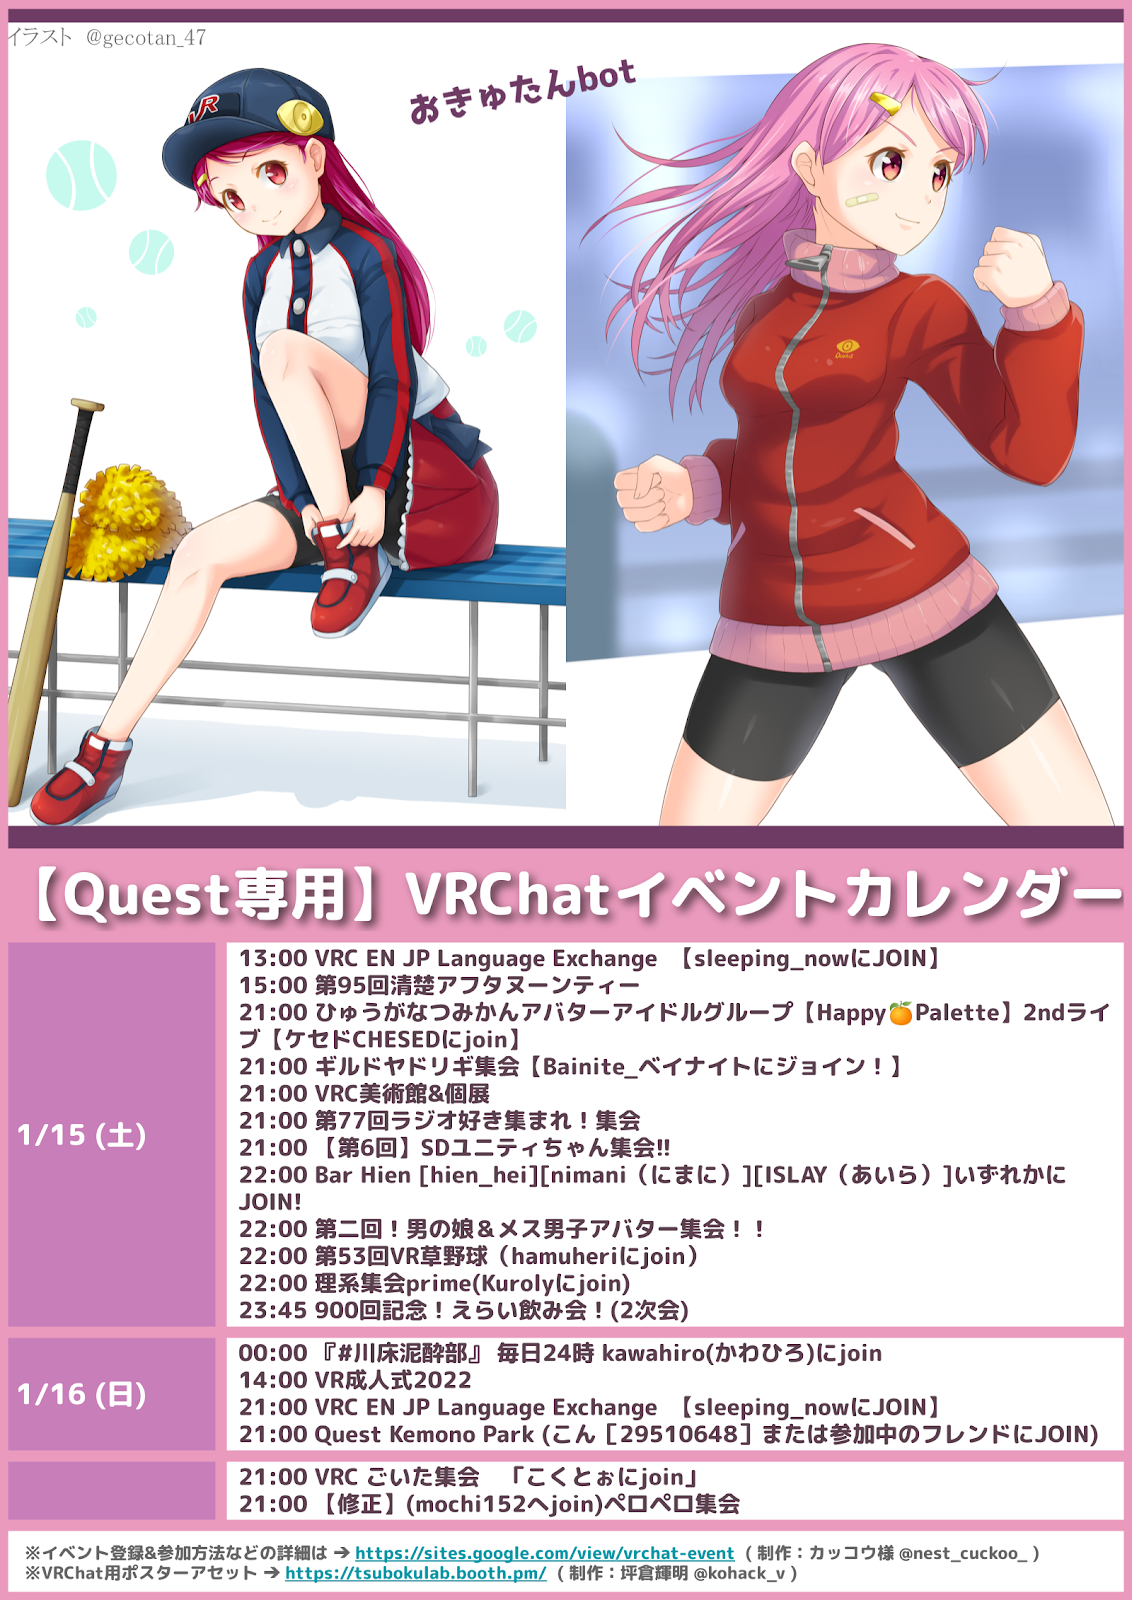 イラスト @gecotan_47
おきゅたんbot
VR
Quest
【Quest専用】VRChatイベントカレンダー
1/15 (土)
13:00 VRC EN JP Language Exchange 【sleeping_nowにJOIN】
15:00 第95回清楚アフタヌーンティー
21:00 ひゅうがなつみかんアバターアイドルグループ【Happy🍊Palette】2ndライ
ブ【ケセドCHESEDにjoin】
21:00 ギルドヤドリギ集会【Bainite_ベイナイトにジョイン！】
21:00 VRC美術館&個展
21:00 第77回ラジオ好き集まれ！集会
21:00 【第6回】SDユニティちゃん集会!!
22:00 Bar Hien [hien_hei][nimani（にまに）][ISLAY（あいら）]いずれかに
JOIN!
22:00 第二回！男の娘＆メス男子アバター集会！！
22:00 第53回VR草野球（hamuheriにjoin）
22:00 理系集会prime(Kurolyにjoin)
23:45 900回記念！えらい飲み会！(2次会)
1/16 (日)
00:00 『#川床泥酔部』 毎日24時 kawahiro(かわひろ)にjoin
14:00 VR成人式2022
21:00 VRC EN JP Language Exchange 【sleeping_nowにJOIN】
21:00 Quest Kemono Park (こん［29510648］または参加中のフレンドにJOIN)
21:00 VRC ごいた集会 「こくとぉにjoin」
21:00 【修正】(mochi152へjoin)ペロペロ集会
※イベント登録&参加方法などの詳細は → https://sites.google.com/view/vrchat-event （制作：カッコウ様 @nest_cuckoo_）
※VRChat用ポスターアセット → https://tsubokulab.booth.pm/ （制作：坪倉輝明 @kohack_v）